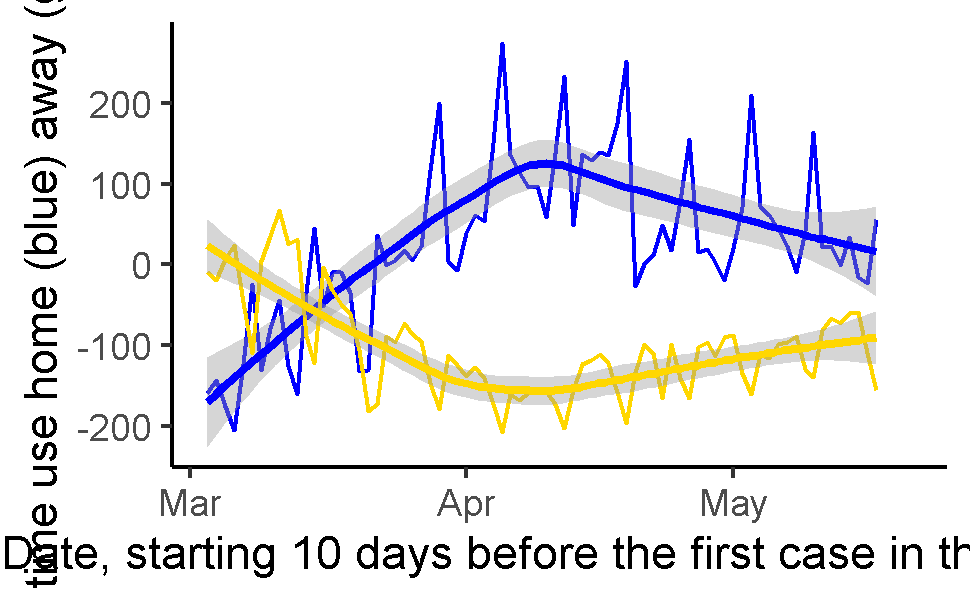 time use home (blue) away (
200
100
0
-100
-200
Mar Apr May
Date, starting 10 days before the first case in th